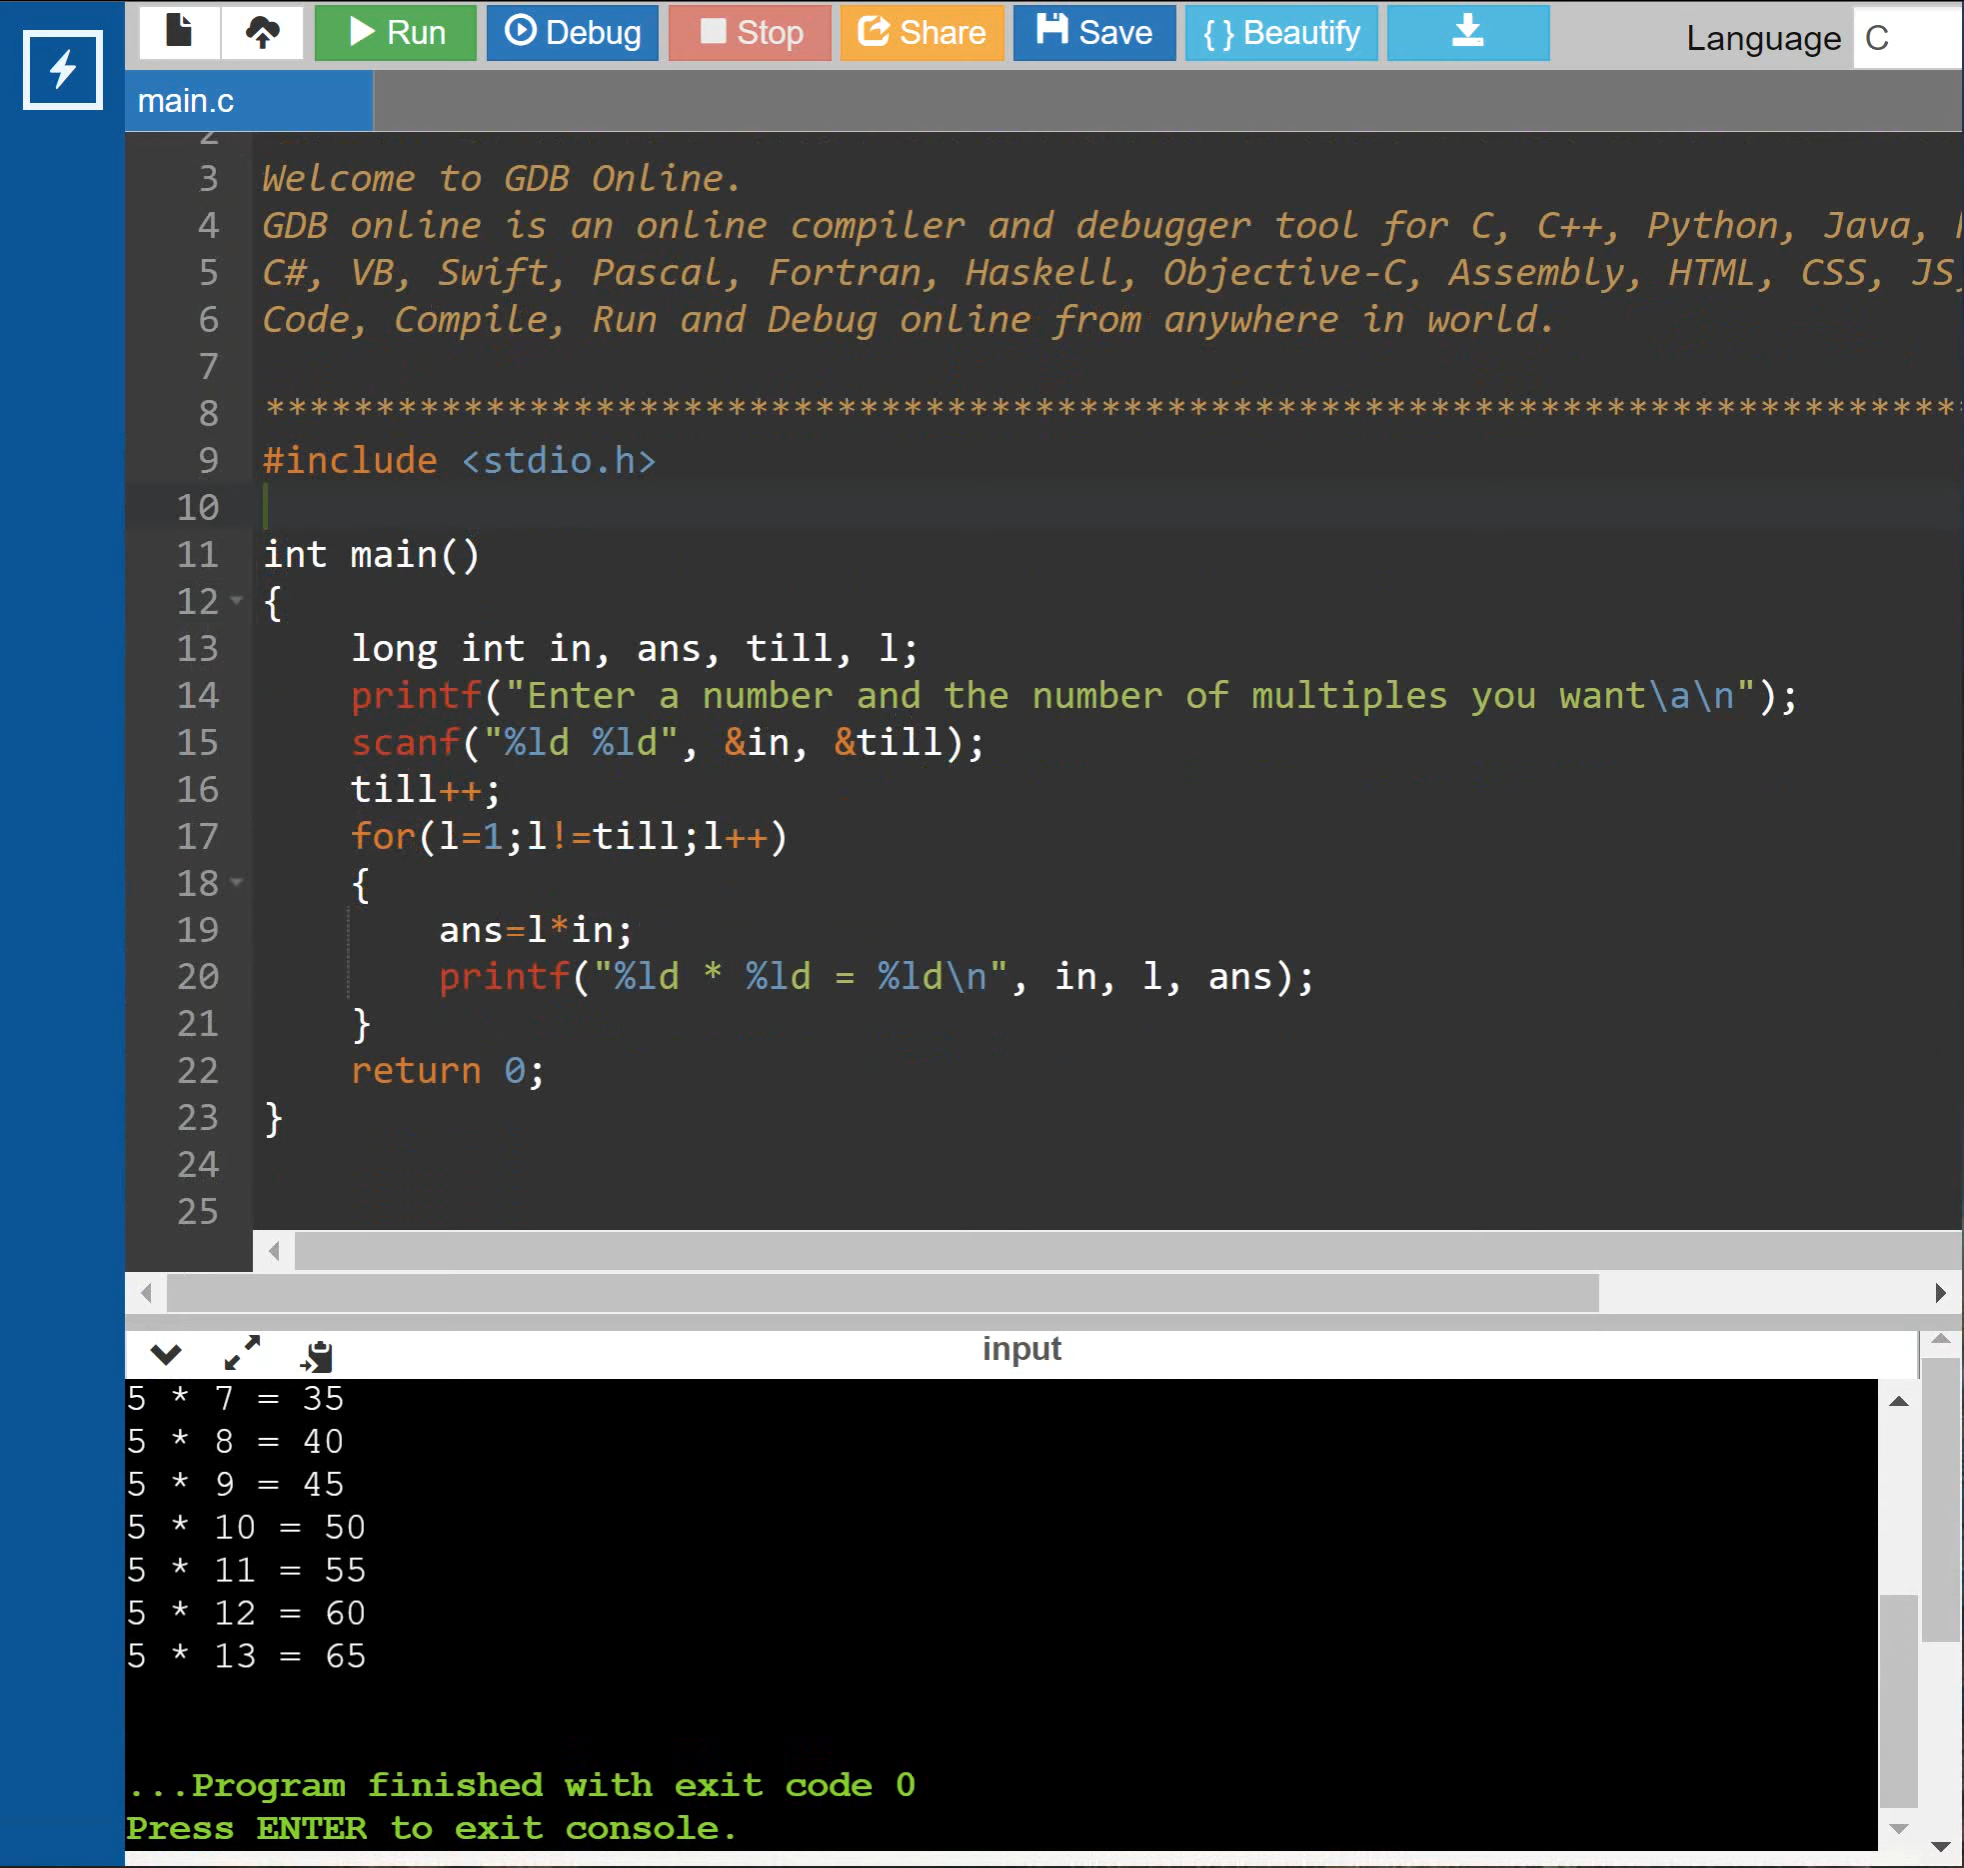 Run Debug Stop Share Save { } Beautify Language C
main.c
2
3 Welcome to GDB Online.
4 GDB online is an online compiler and debugger tool for C, C++, Python, Java,
5 C#, VB, Swift, Pascal, Fortran, Haskell, Objective-C, Assembly, HTML, CSS, JS,
6 Code, Compile, Run and Debug online from anywhere in world.
7
8 *****************************************************************************
9 #include <stdio.h>
10
11 int main()
12 {
13     long int in, ans, till, l;
14     printf("Enter a number and the number of multiples you want\a\n");
15     scanf("%ld %ld", &in, &till);
16     till++;
17     for(l=1;l!=till;l++)
18     {
19         ans=l*in;
20         printf("%ld * %ld = %ld\n", in, l, ans);
21     }
22     return 0;
23 }
24
25
input
5 * 7 = 35
5 * 8 = 40
5 * 9 = 45
5 * 10 = 50
5 * 11 = 55
5 * 12 = 60
5 * 13 = 65
...Program finished with exit code 0
Press ENTER to exit console.